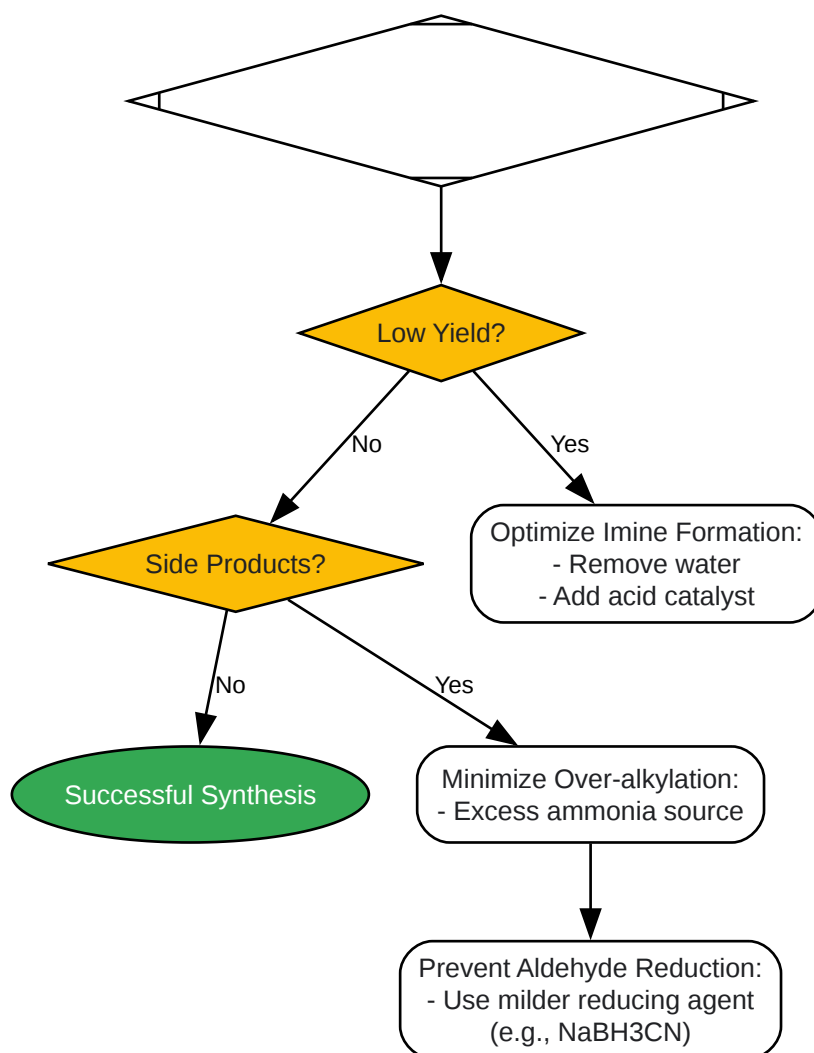 Low Yield?
No
Yes
Optimize Imine Formation:
- Remove water
- Add acid catalyst
Side Products?
No
Yes
Successful Synthesis
Minimize Over-alkylation:
- Excess ammonia source
Prevent Aldehyde Reduction:
- Use milder reducing agent
(e.g., NaBH3CN)